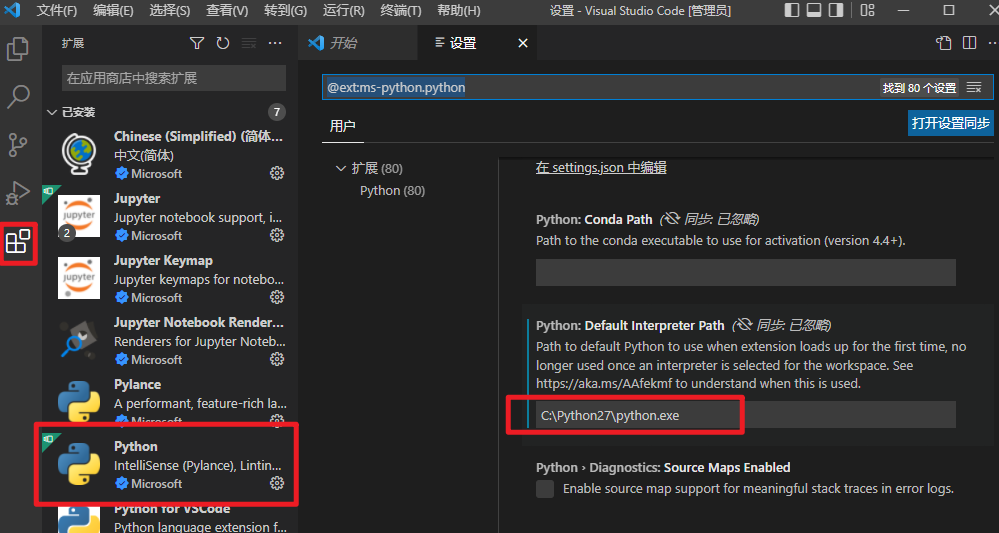 文件(F) 编辑(E) 选择(S) 查看(V) 转到(G) 运行(R) 终端(T) 帮助(H) 设置 - Visual Studio Code [管理员]
扩展
在应用商店中搜索扩展
已安装 7
Chinese (Simplified) (简体...
中文(简体)
Microsoft
Jupyter
Jupyter notebook support, i...
Microsoft
2
Jupyter Keymap
Jupyter keymaps for notebo...
Microsoft
Jupyter Notebook Render...
Renderers for Jupyter Noteb...
Microsoft
Pylance
A performant, feature-rich la...
Microsoft
Python
IntelliSense (Pylance), Lintin...
Microsoft
Python for VSCode
Python language extension f...
开始 设置
@ext:ms-python.python 找到 80 个设置
用户 打开设置同步
扩展 (80)
Python (80)
在 settings.json 中编辑
Python: Conda Path (同步: 已忽略)
Path to the conda executable to use for activation (version 4.4+).
Python: Default Interpreter Path (同步: 已忽略)
Path to default Python to use when extension loads up for the first time, no
longer used once an interpreter is selected for the workspace. See
https://aka.ms/AAfekmf to understand when this is used.
C:\Python27\python.exe
Python › Diagnostics: Source Maps Enabled
Enable source map support for meaningful stack traces in error logs.